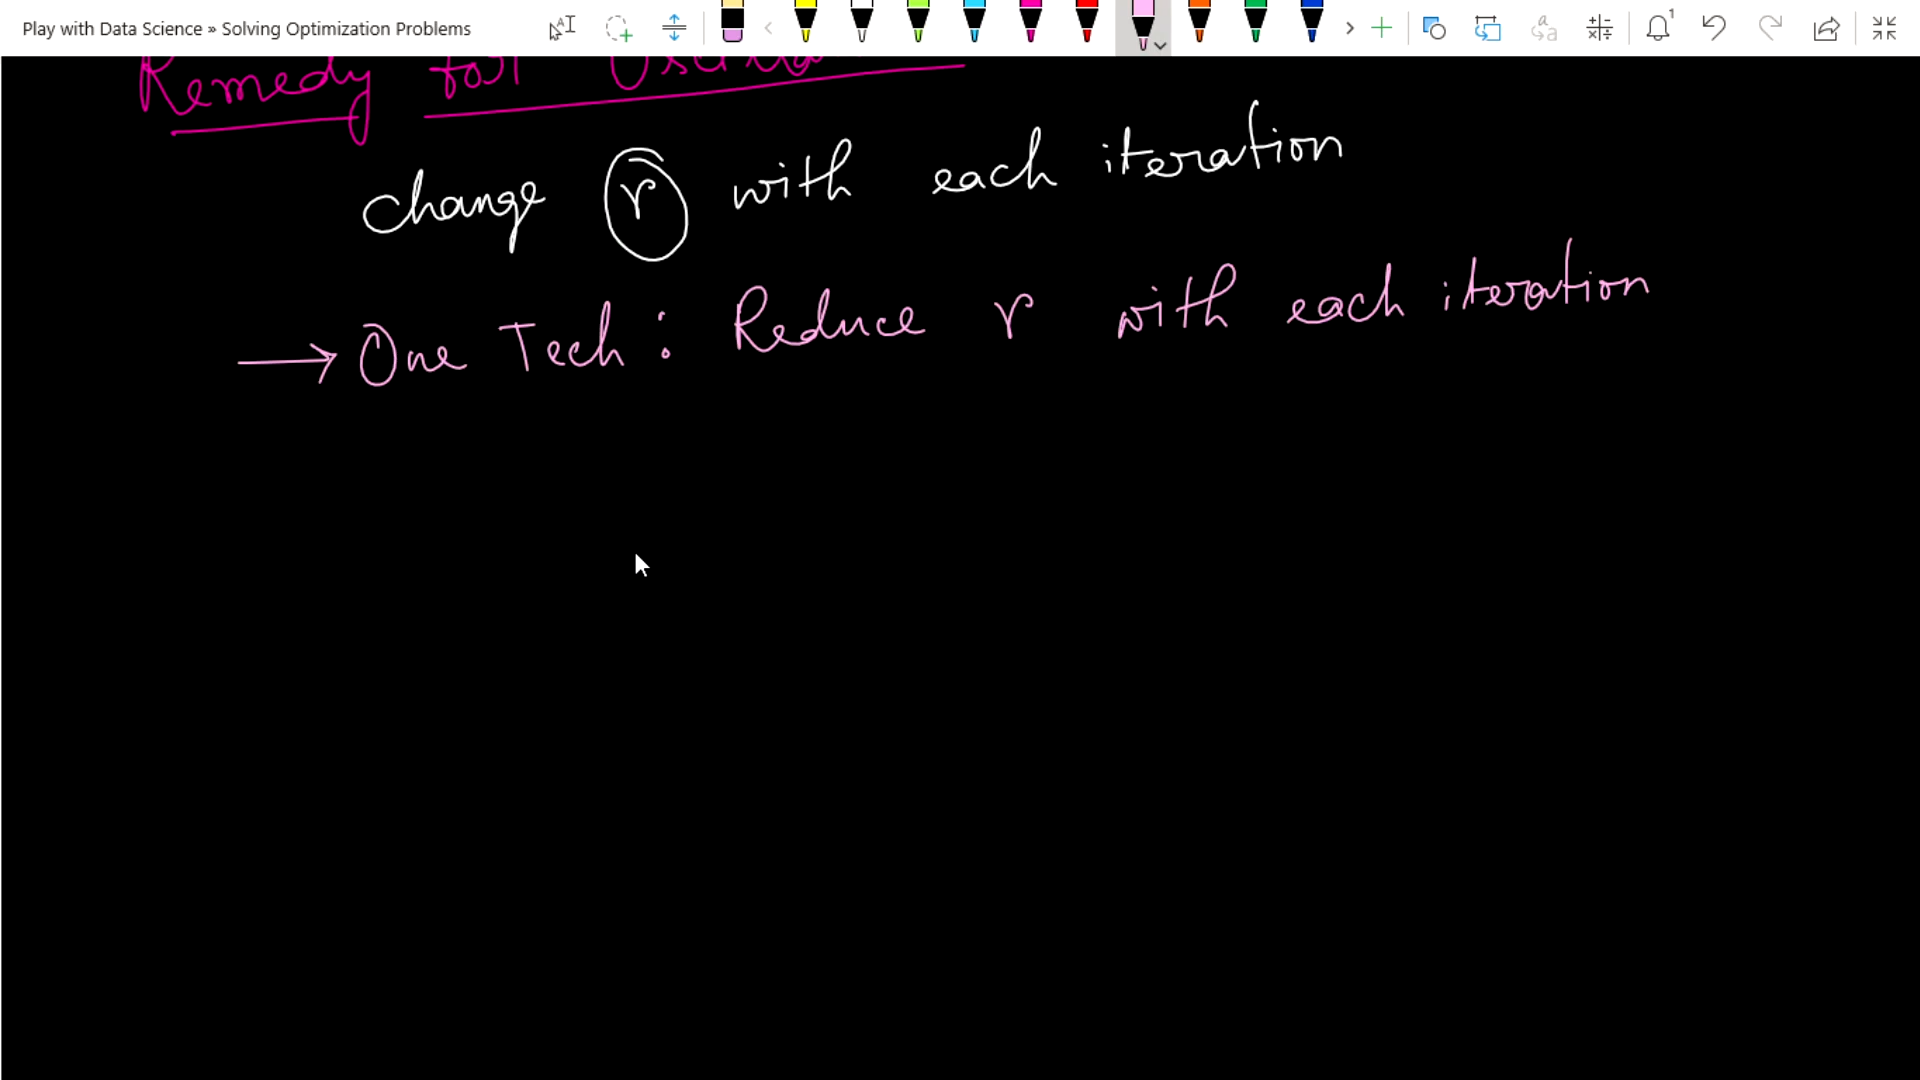 Play with Data Science » Solving Optimization Problems
Remedy for
change r with each iteration
→ One Tech : Reduce r with each iteration